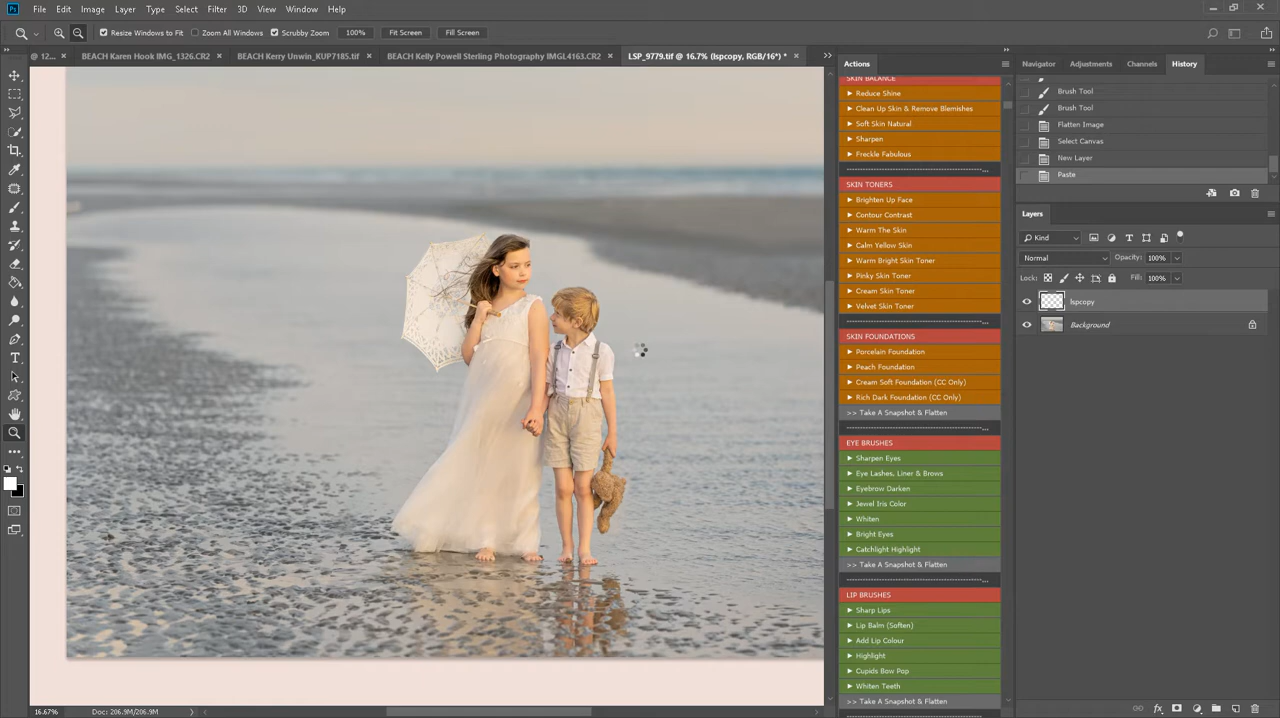 Ps File Edit Image Layer Type Select Filter 3D View Window Help
Resize Windows to Fit Zoom All Windows Scrubby Zoom 100% Fit Screen Fill Screen
@ 12... × BEACH Karen Hook IMG_1326.CR2 × BEACH Kerry Unwin_KUP7185.tif × BEACH Kelly Powell Sterling Photography IMGL4163.CR2 × LSP_9779.tif @ 16.7% (lspcopy, RGB/16*) * ×
Actions
SKIN BALANCE
Reduce Shine
Clean Up Skin & Remove Blemishes
Soft Skin Natural
Sharpen
Freckle Fabulous
------------------------------------------...
SKIN TONERS
Brighten Up Face
Contour Contrast
Warm The Skin
Calm Yellow Skin
Warm Bright Skin Toner
Pinky Skin Toner
Cream Skin Toner
Velvet Skin Toner
------------------------------------------...
SKIN FOUNDATIONS
Porcelain Foundation
Peach Foundation
Cream Soft Foundation (CC Only)
Rich Dark Foundation (CC Only)
>> Take A Snapshot & Flatten
------------------------------------------...
EYE BRUSHES
Sharpen Eyes
Eye Lashes, Liner & Brows
Eyebrow Darken
Jewel Iris Color
Whiten
Bright Eyes
Catchlight Highlight
>> Take A Snapshot & Flatten
------------------------------------------...
LIP BRUSHES
Sharp Lips
Lip Balm (Soften)
Add Lip Colour
Highlight
Cupids Bow Pop
Whiten Teeth
>> Take A Snapshot & Flatten
------------------------------------------...
Navigator Adjustments Channels History
Brush Tool
Brush Tool
Flatten Image
Select Canvas
New Layer
Paste
Layers
Kind
Normal Opacity: 100%
Lock: Fill: 100%
lspcopy
Background
16.67% Doc: 206.9M/206.9M